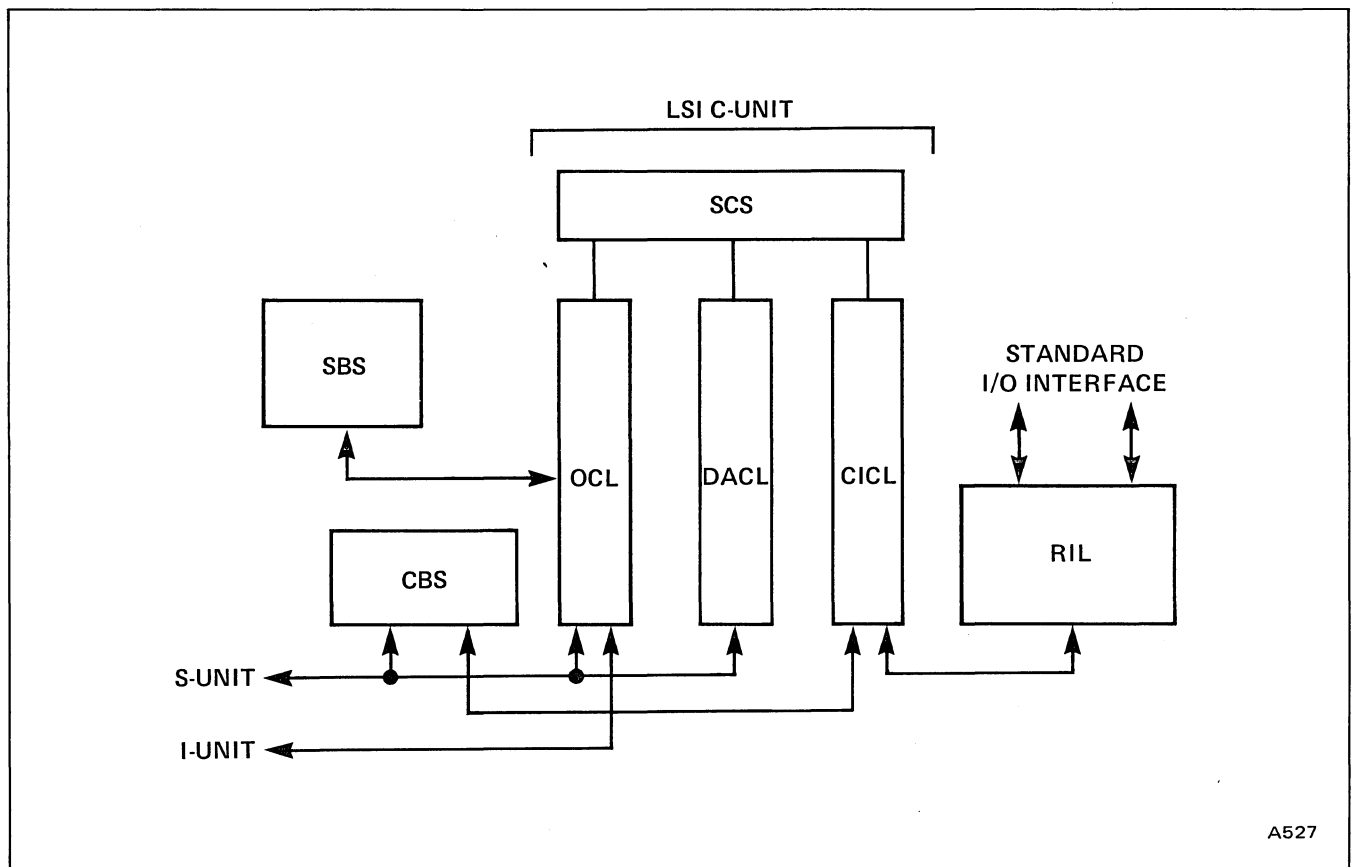 LSI C-UNIT
SCS
SBS
OCL
DACL
CICL
STANDARD
I/O INTERFACE
RIL
CBS
S-UNIT
I-UNIT
A527